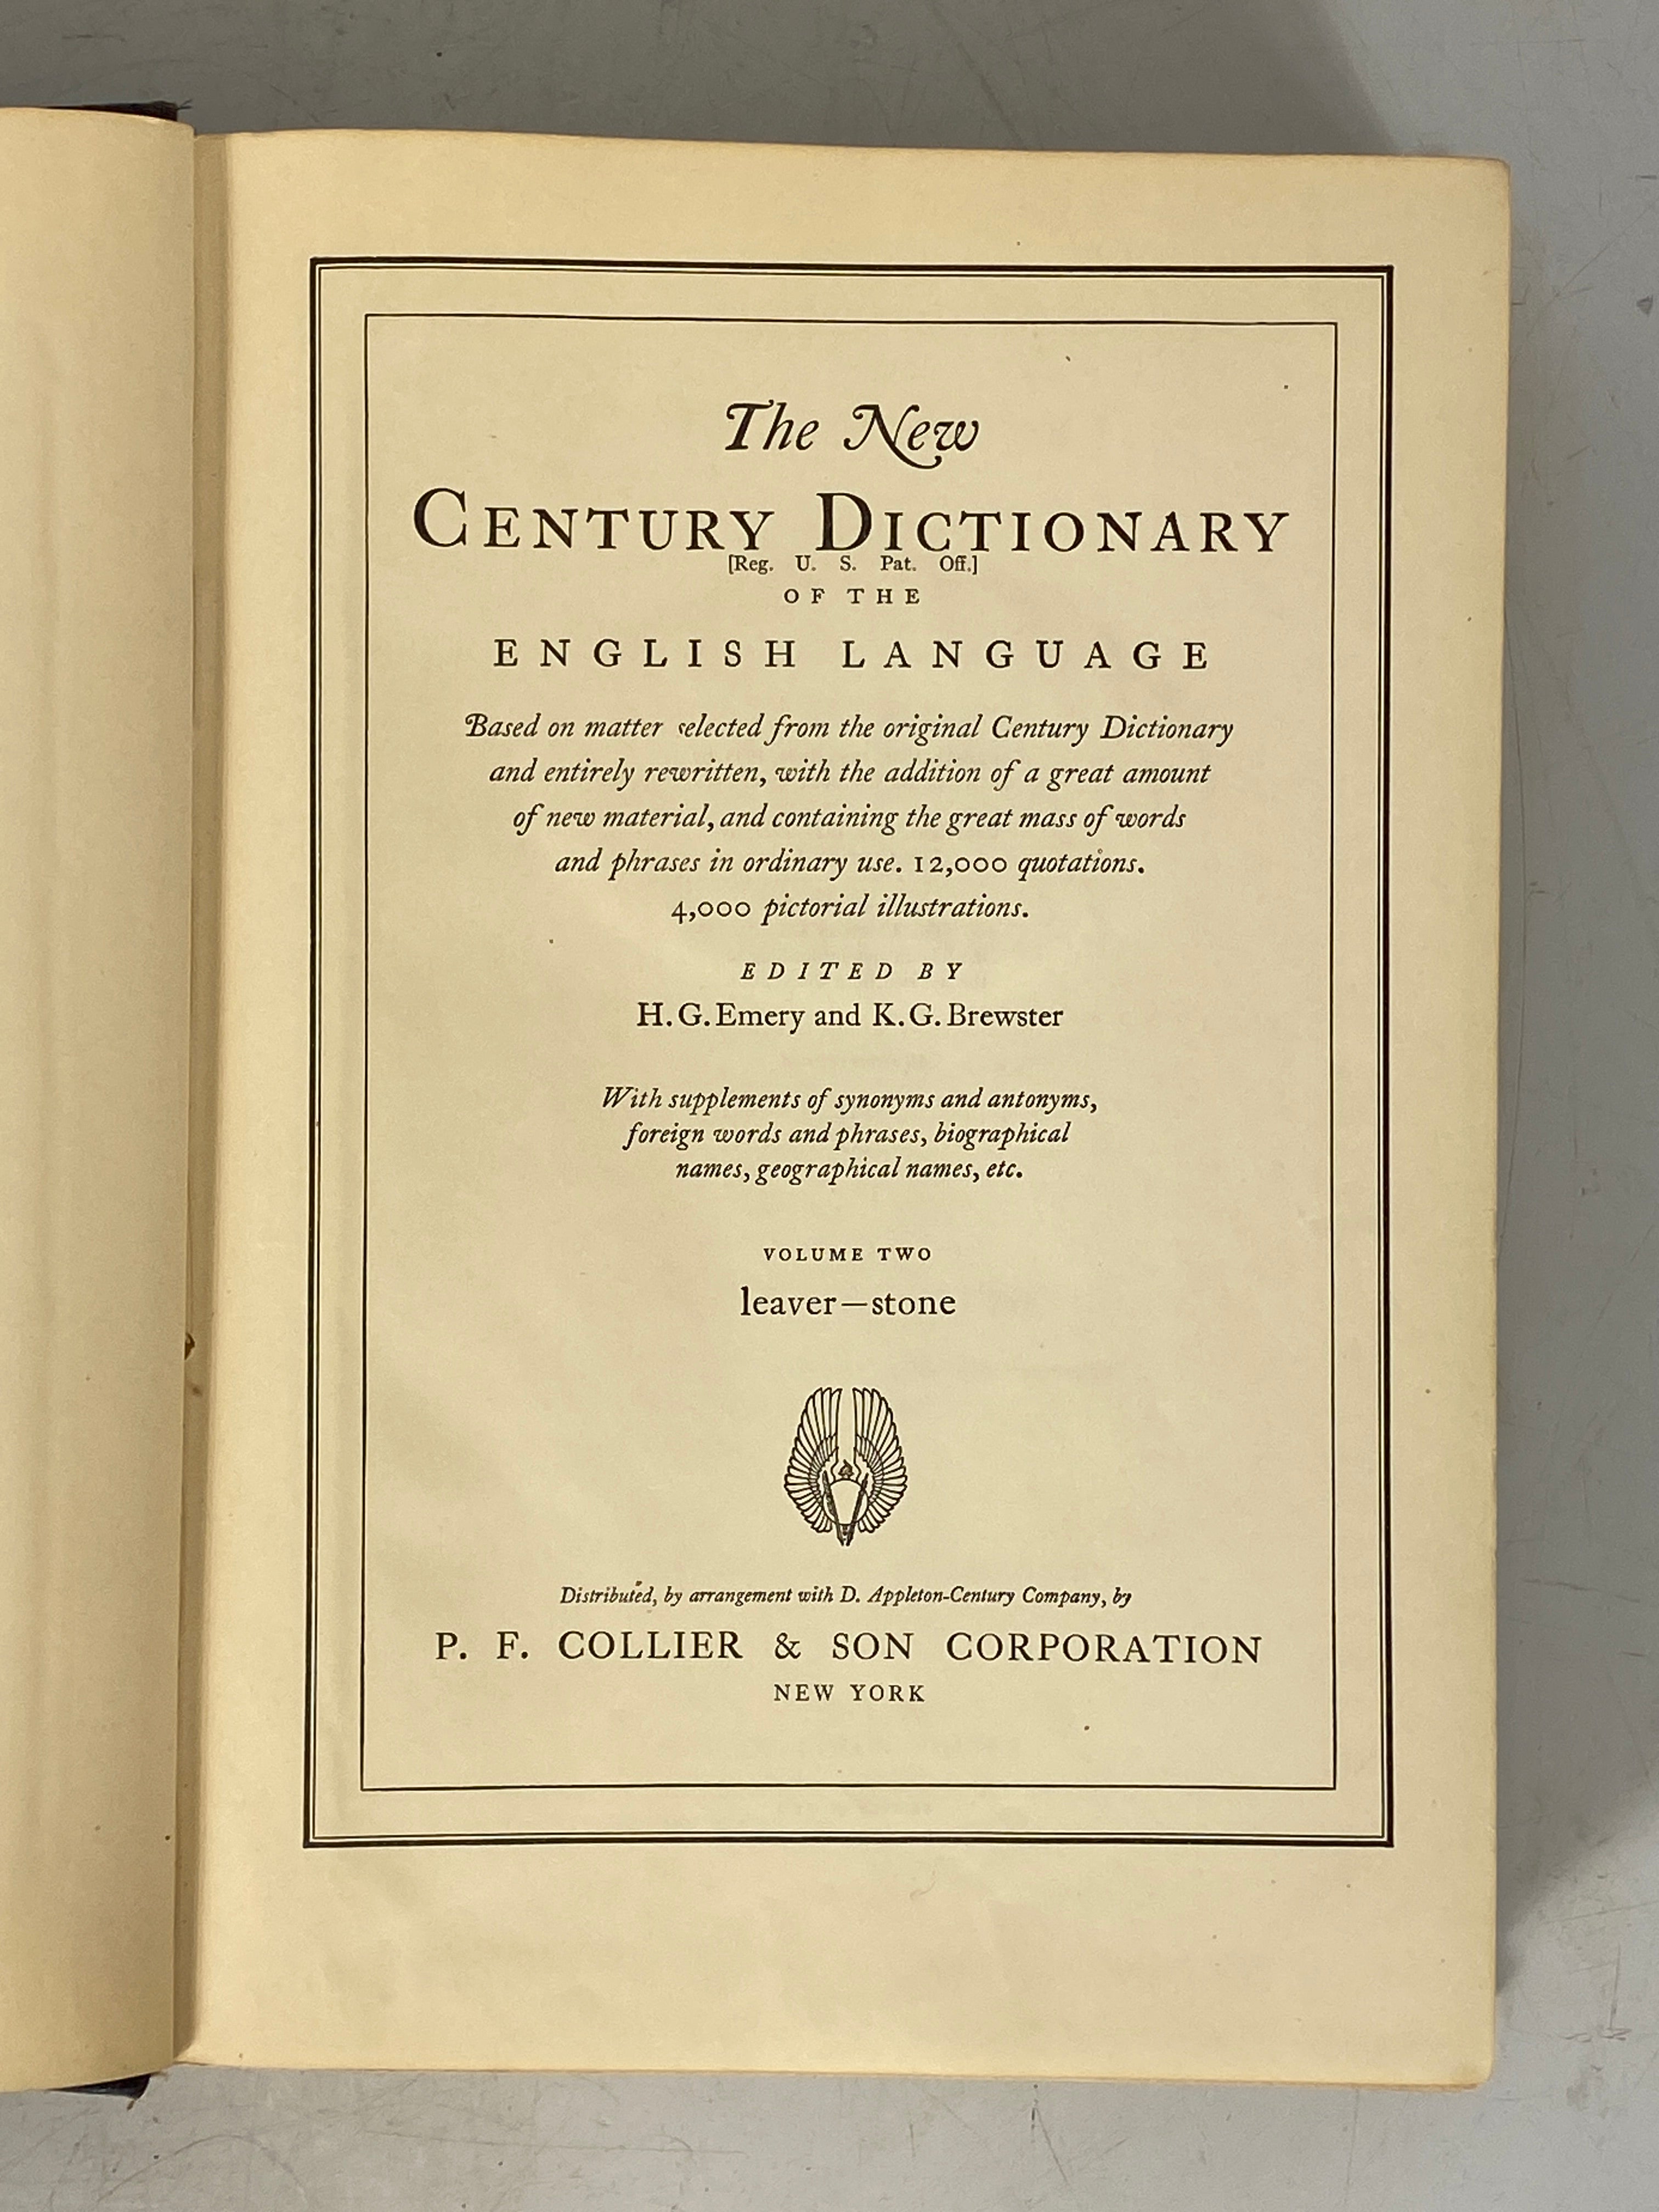 The New
CENTURY DICTIONARY
[Reg. U. S. Pat. Off.]
OF THE
ENGLISH LANGUAGE
Based on matter selected from the original Century Dictionary
and entirely rewritten, with the addition of a great amount
of new material, and containing the great mass of words
and phrases in ordinary use. 12,000 quotations.
4,000 pictorial illustrations.
EDITED BY
H. G. Emery and K. G. Brewster
With supplements of synonyms and antonyms,
foreign words and phrases, biographical
names, geographical names, etc.
VOLUME TWO
leaver—stone
Distributed, by arrangement with D. Appleton-Century Company, by
P. F. COLLIER & SON CORPORATION
NEW YORK